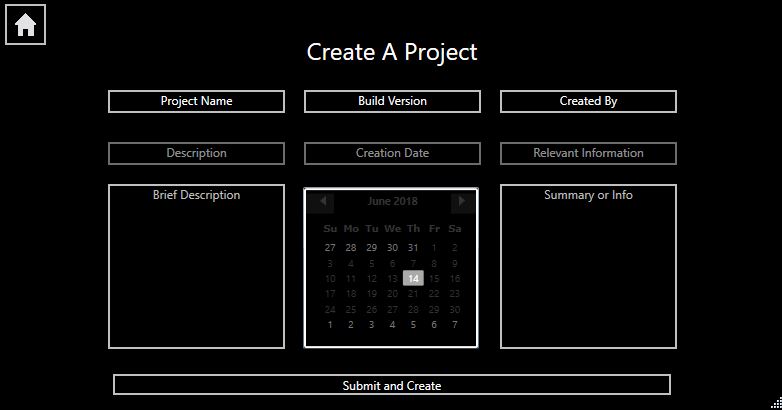 Create A Project
Project Name
Build Version
Created By
Description
Creation Date
Relevant Information
Brief Description
June 2018
Su Mo Tu We Th Fr Sa
27 28 29 30 31 1 2
3 4 5 6 7 8 9
10 11 12 13 14 15 16
17 18 19 20 21 22 23
24 25 26 27 28 29 30
1 2 3 4 5 6 7
Summary or Info
Submit and Create